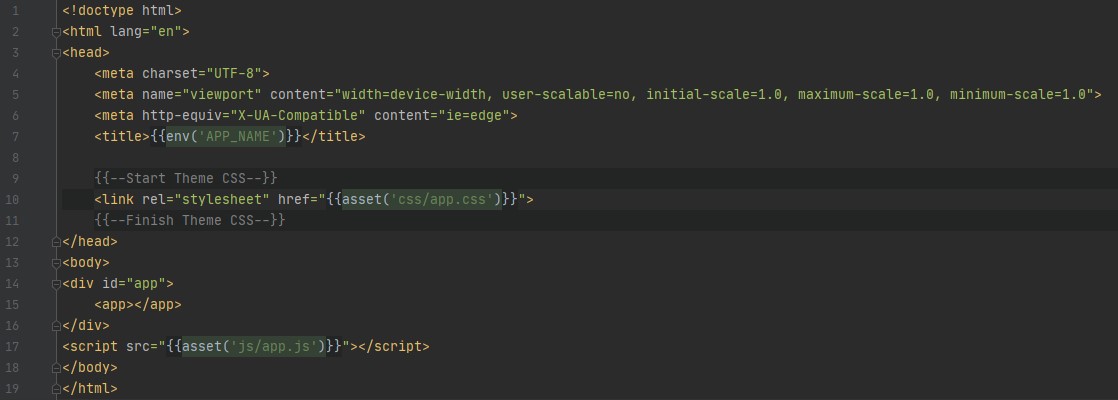 1 <!doctype html>
2 <html lang="en">
3 <head>
4     <meta charset="UTF-8">
5     <meta name="viewport" content="width=device-width, user-scalable=no, initial-scale=1.0, maximum-scale=1.0, minimum-scale=1.0">
6     <meta http-equiv="X-UA-Compatible" content="ie=edge">
7     <title>{{env('APP_NAME')}}</title>
8
9     {{--Start Theme CSS--}}
10     <link rel="stylesheet" href="{{asset('css/app.css')}}">
11     {{--Finish Theme CSS--}}
12 </head>
13 <body>
14 <div id="app">
15     <app></app>
16 </div>
17 <script src="{{asset('js/app.js')}}"></script>
18 </body>
19 </html>